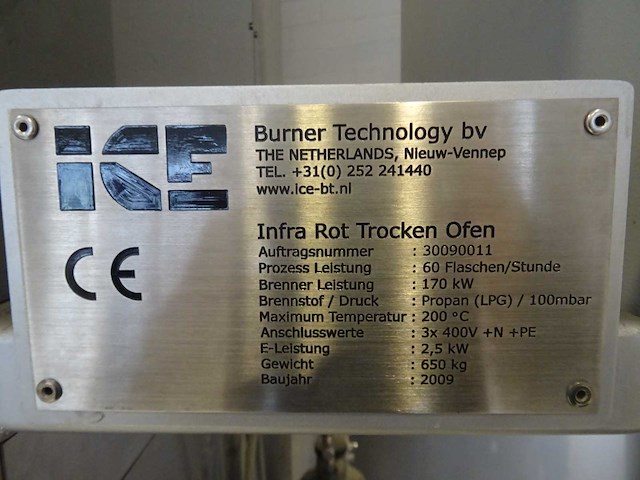 ICE
Burner Technology bv
THE NETHERLANDS, Nieuw-Vennep
TEL. +31(0) 252 241440
www.ice-bt.nl
CE
Infra Rot Trocken Ofen
Auftragsnummer : 30090011
Prozess Leistung : 60 Flaschen/Stunde
Brenner Leistung : 170 kW
Brennstof / Druck : Propan (LPG) / 100mbar
Maximum Temperatur : 200 °C
Anschlusswerte : 3x 400V +N +PE
E-Leistung : 2,5 kW
Gewicht : 650 kg
Baujahr : 2009